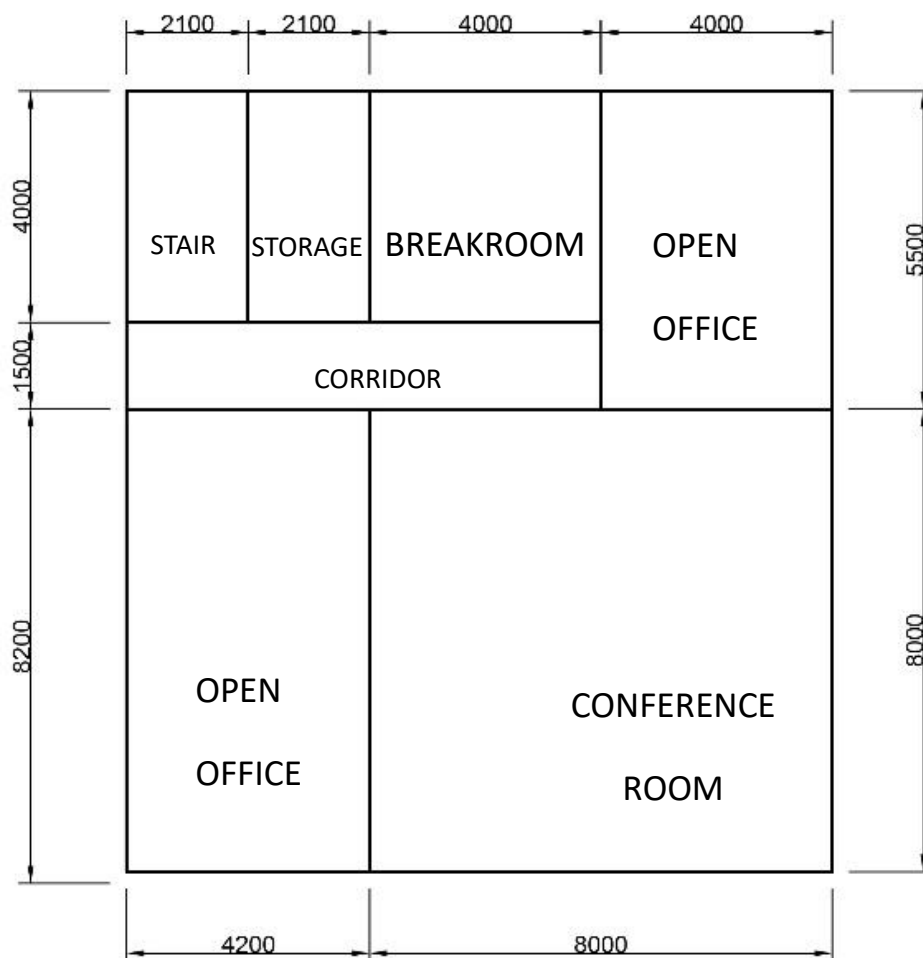 2100 2100 4000 4000
4000
5500
STAIR STORAGE BREAKROOM OPEN
OFFICE
1500
CORRIDOR
8200
8000
OPEN
OFFICE
CONFERENCE
ROOM
4200 8000